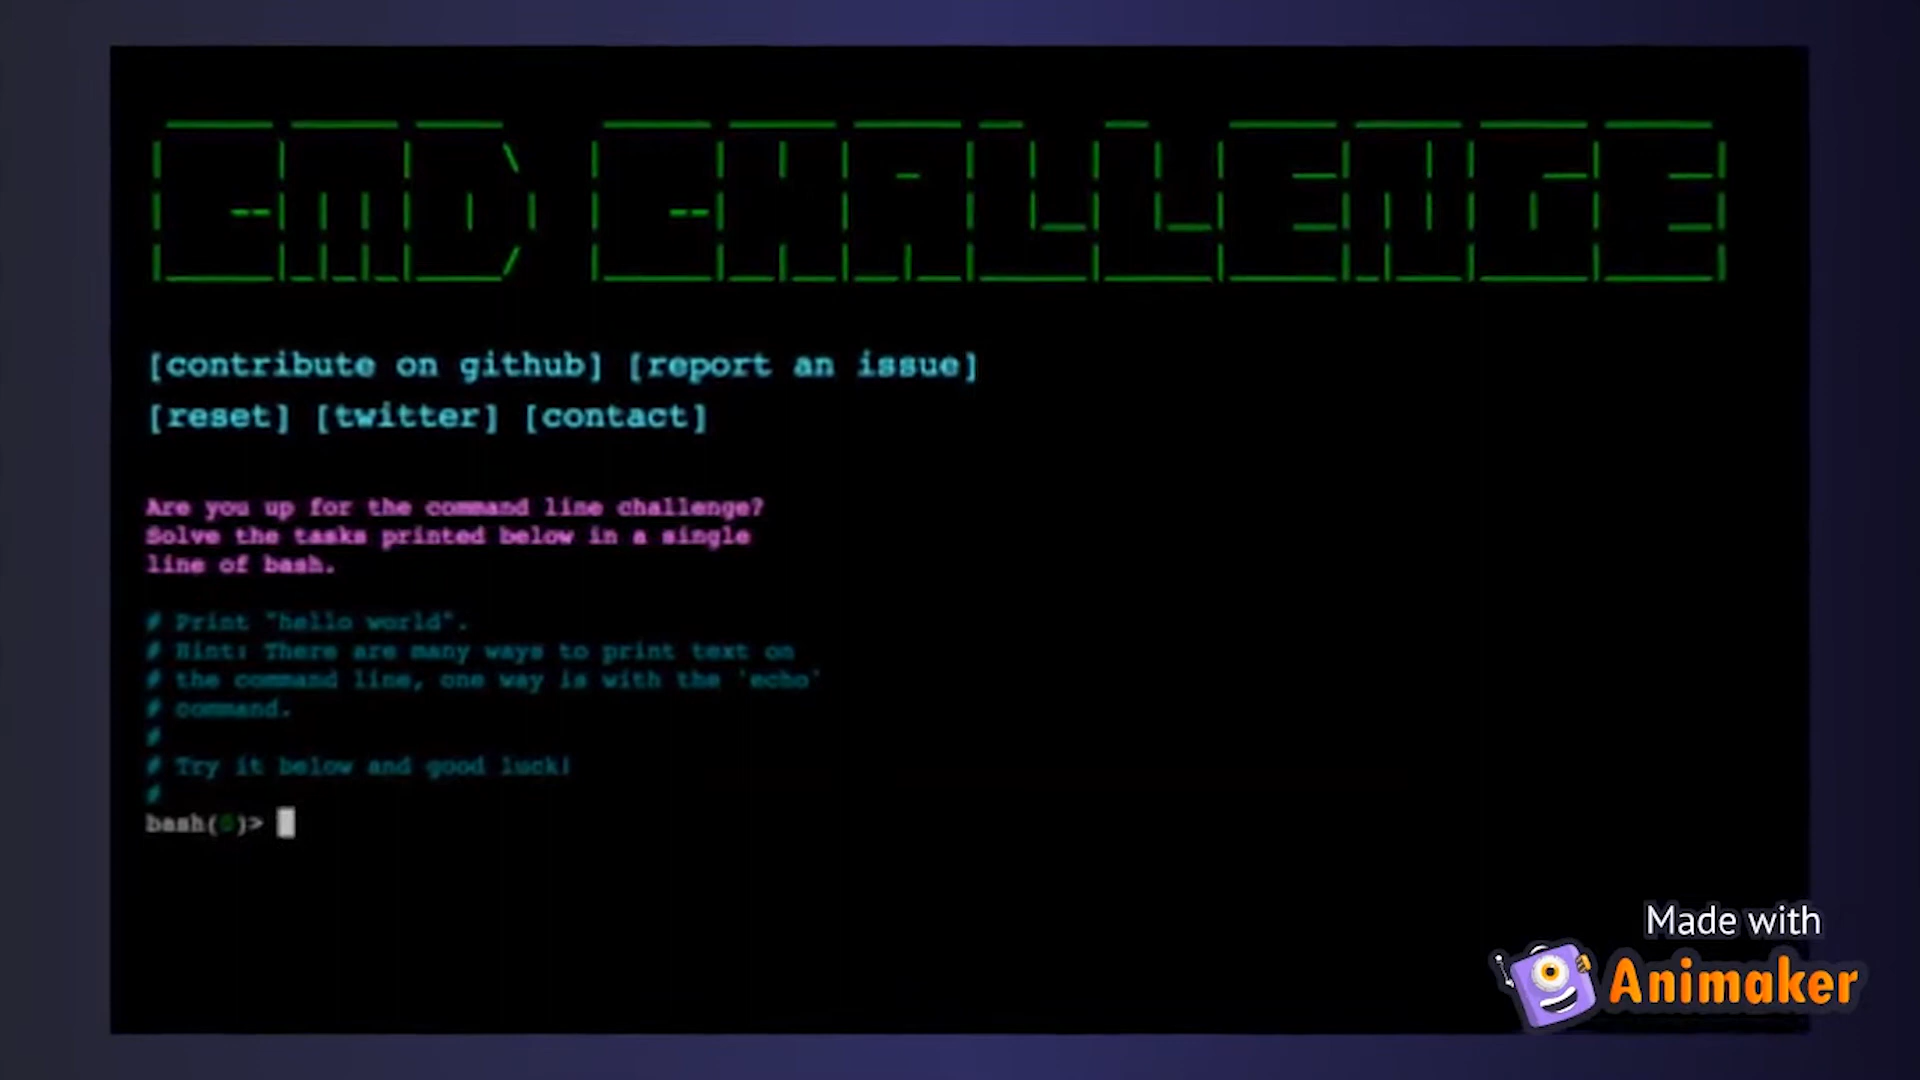 CMD CHALLENGE
[contribute on github] [report an issue]
[reset] [twitter] [contact]
Are you up for the command line challenge?
Solve the tasks printed below in a single
line of bash.
# Print "hello world".
# Hint: There are many ways to print text on
# the command line, one way is with the 'echo'
# command.
#
# Try it below and good luck!
#
bash(0)>
Made with
Animaker